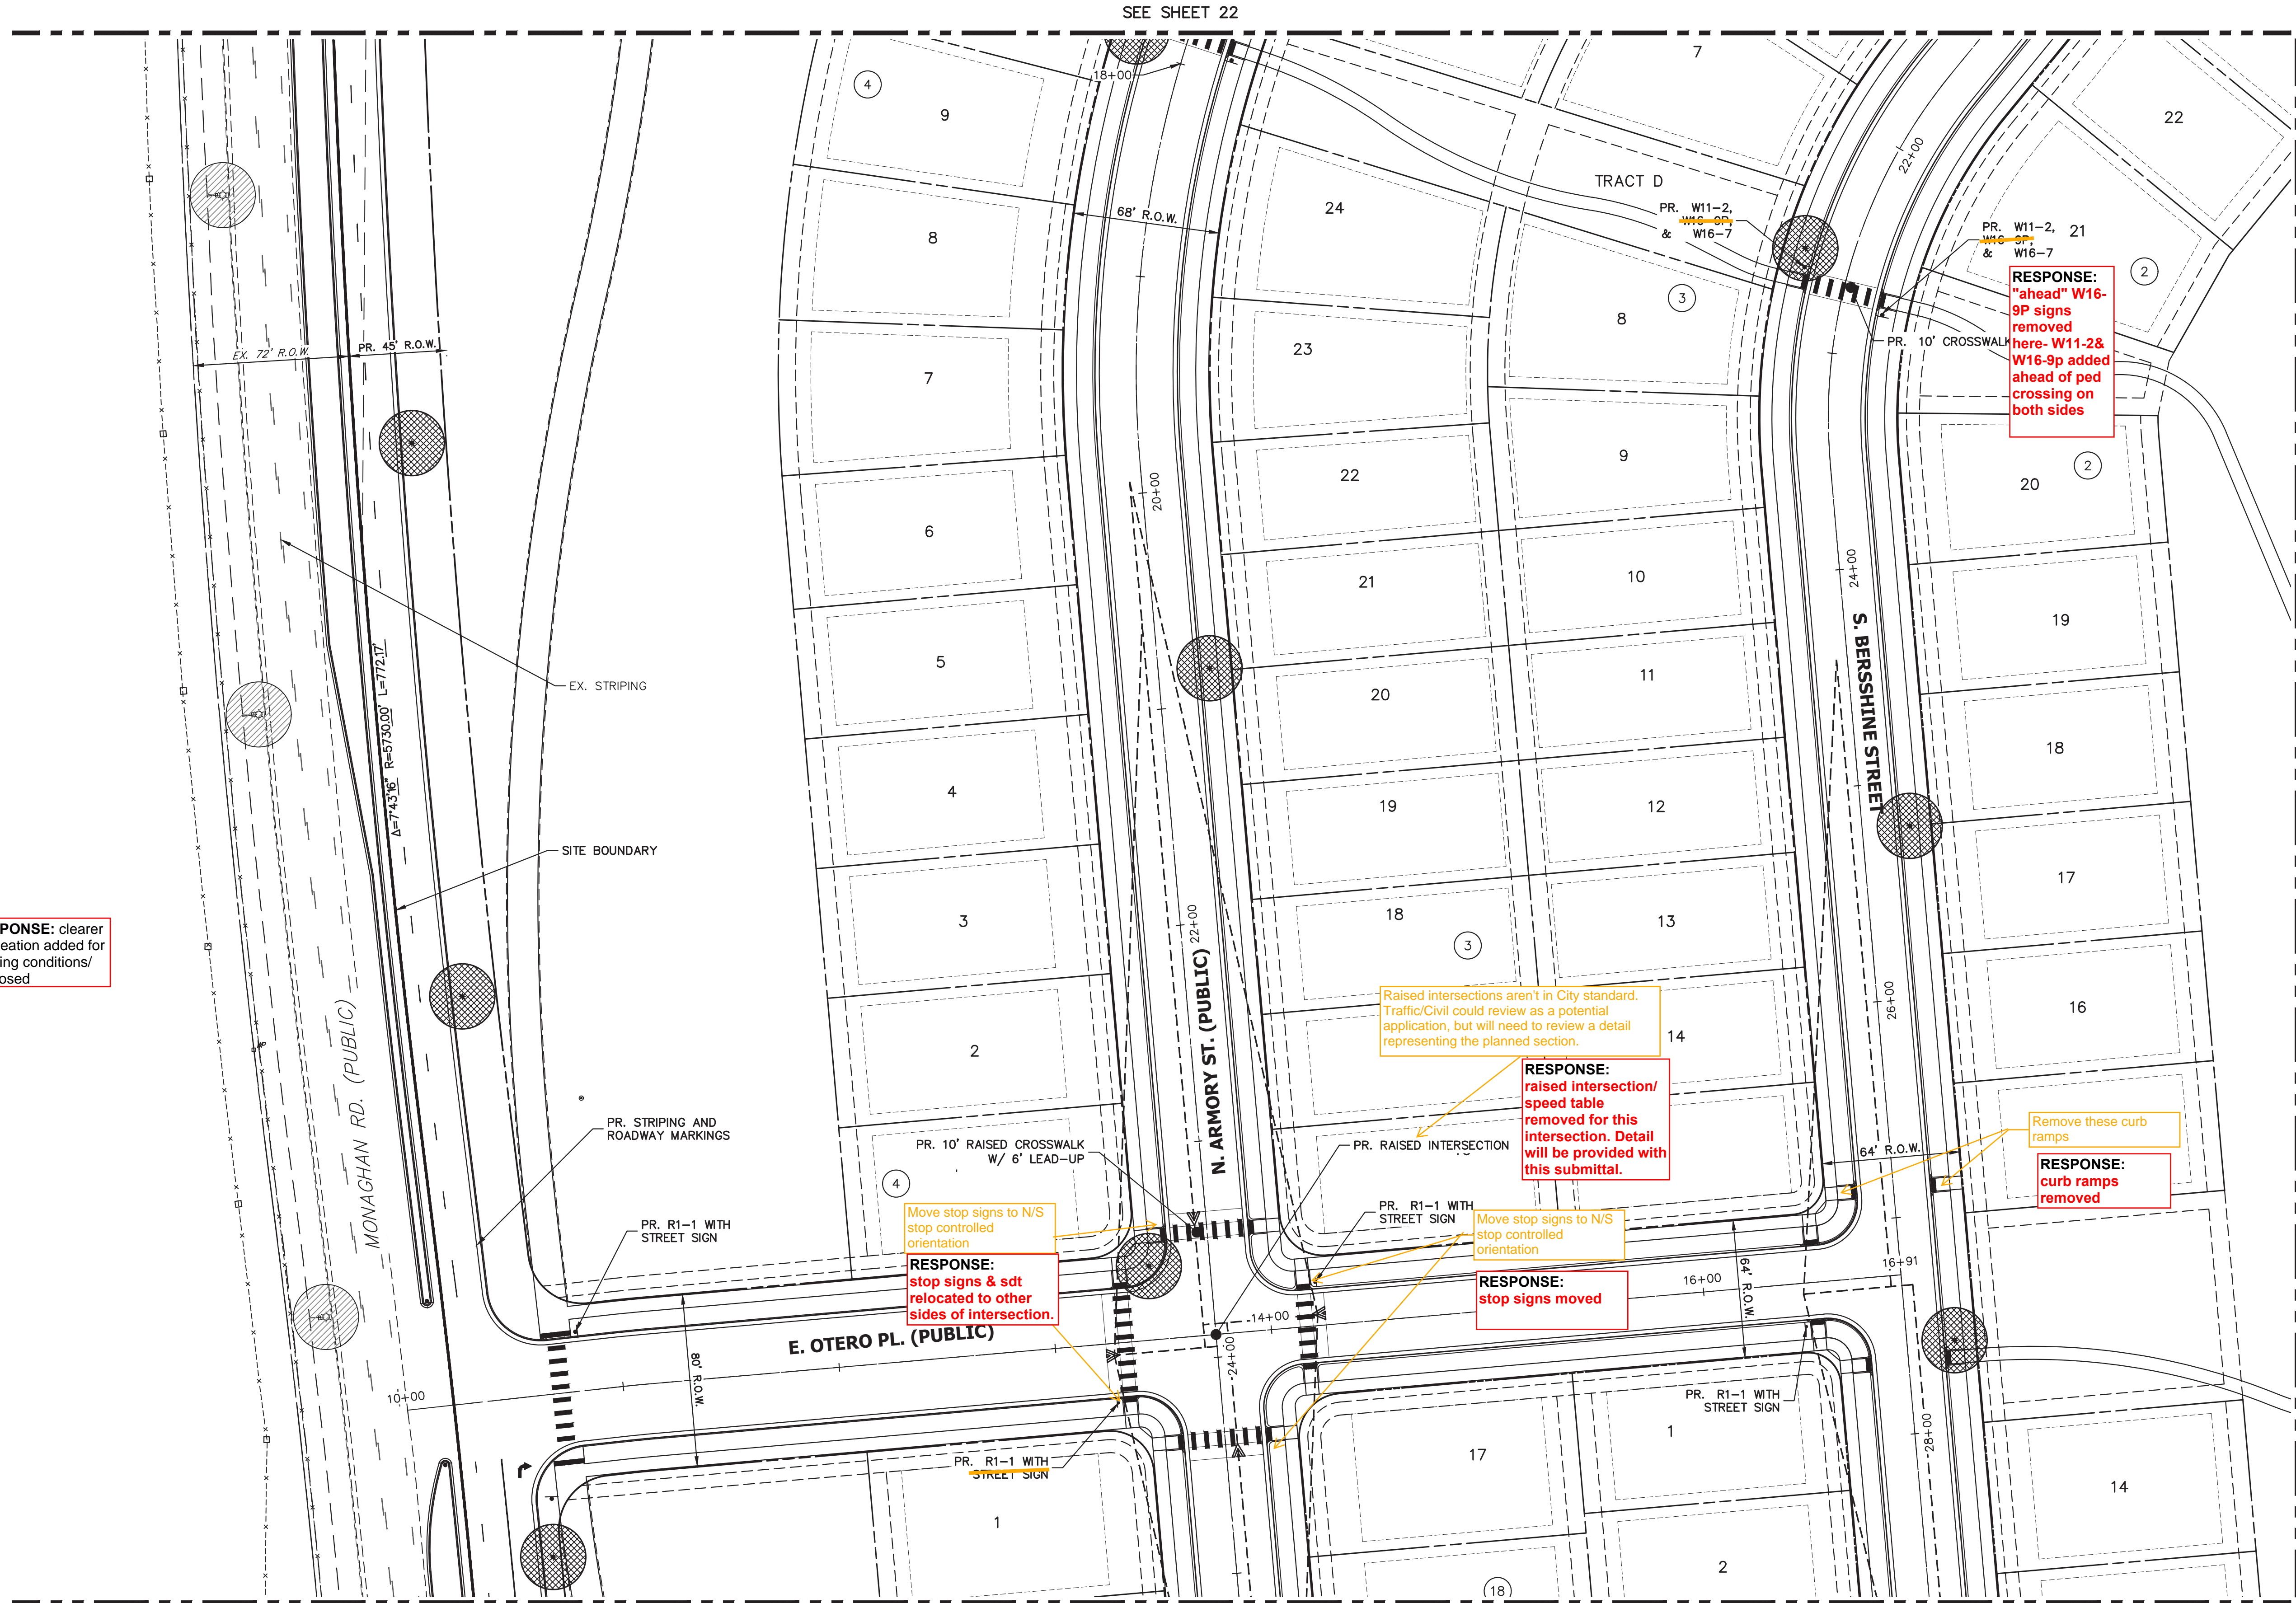 SEE SHEET 22
18+00
4
9
8
7
6
5
4
3
2
4
68' R.O.W.
7
24
23
22
21
20
19
18
3
TRACT D
PR. W11-2,
W16-9P,
& W16-7
8
3
9
10
11
12
13
14
22+00
22
PR. W11-2,
W16-9P,
& W16-7
21
2
RESPONSE:
"ahead" W16-
9P signs
removed
here- W11-2&
W16-9p added
ahead of ped
crossing on
both sides
PR. 10' CROSSWALK
2
20
19
18
17
16
14
EX. 72' R.O.W.
PR. 45' R.O.W.
EX. STRIPING
Δ=7°43'16" R=5730.00' L=772.17'
SITE BOUNDARY
PONSE: clearer
eation added for
ing conditions/
osed
MONAGHAN RD. (PUBLIC)
PR. STRIPING AND
ROADWAY MARKINGS
PR. R1-1 WITH
STREET SIGN
20+00
22+00
N. ARMORY ST. (PUBLIC)
24+00
S. BERSSHINE STREET
26+00
28+00
Raised intersections aren't in City standard.
Traffic/Civil could review as a potential
application, but will need to review a detail
representing the planned section.
RESPONSE:
raised intersection/
speed table
removed for this
intersection. Detail
will be provided with
this submittal.
PR. RAISED INTERSECTION
PR. 10' RAISED CROSSWALK
W/ 6' LEAD-UP
Move stop signs to N/S
stop controlled
orientation
RESPONSE:
stop signs & sdt
relocated to other
sides of intersection.
PR. R1-1 WITH
STREET SIGN
Move stop signs to N/S
stop controlled
orientation
RESPONSE:
stop signs moved
Remove these curb
ramps
RESPONSE:
curb ramps
removed
64' R.O.W.
64' R.O.W.
16+00
16+91
14+00
24+00
E. OTERO PL. (PUBLIC)
80' R.O.W.
10+00
PR. R1-1 WITH
STREET SIGN
PR. R1-1 WITH
STREET SIGN
1
17
1
2
18